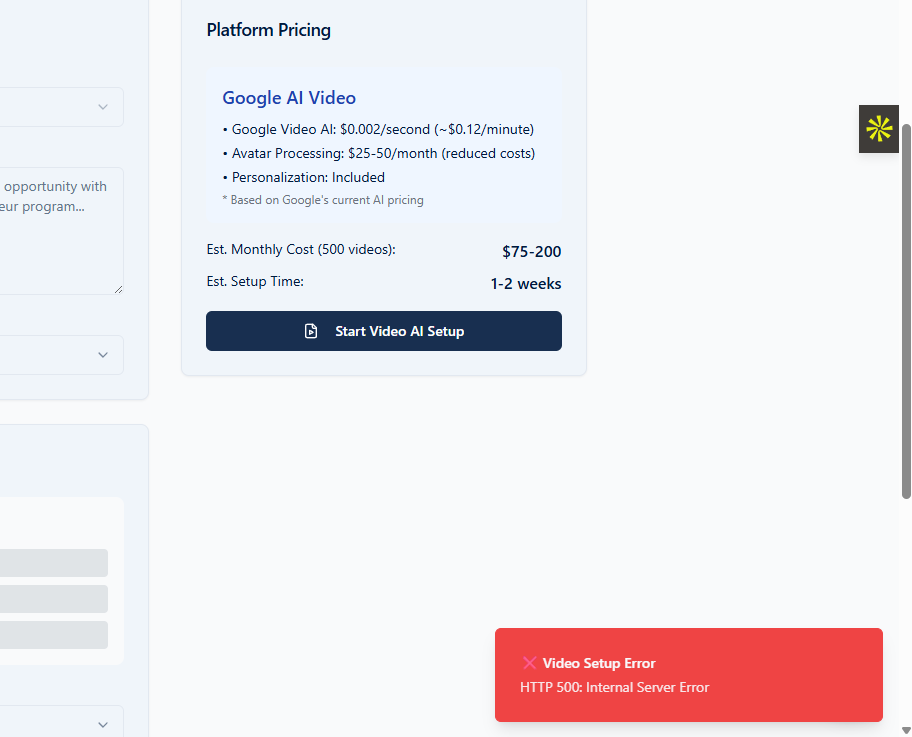 Platform Pricing
Google AI Video
• Google Video AI: $0.002/second (~$0.12/minute)
• Avatar Processing: $25-50/month (reduced costs)
• Personalization: Included
* Based on Google's current AI pricing
Est. Monthly Cost (500 videos): $75-200
Est. Setup Time: 1-2 weeks
Start Video AI Setup
opportunity with
eur program...
Video Setup Error
HTTP 500: Internal Server Error